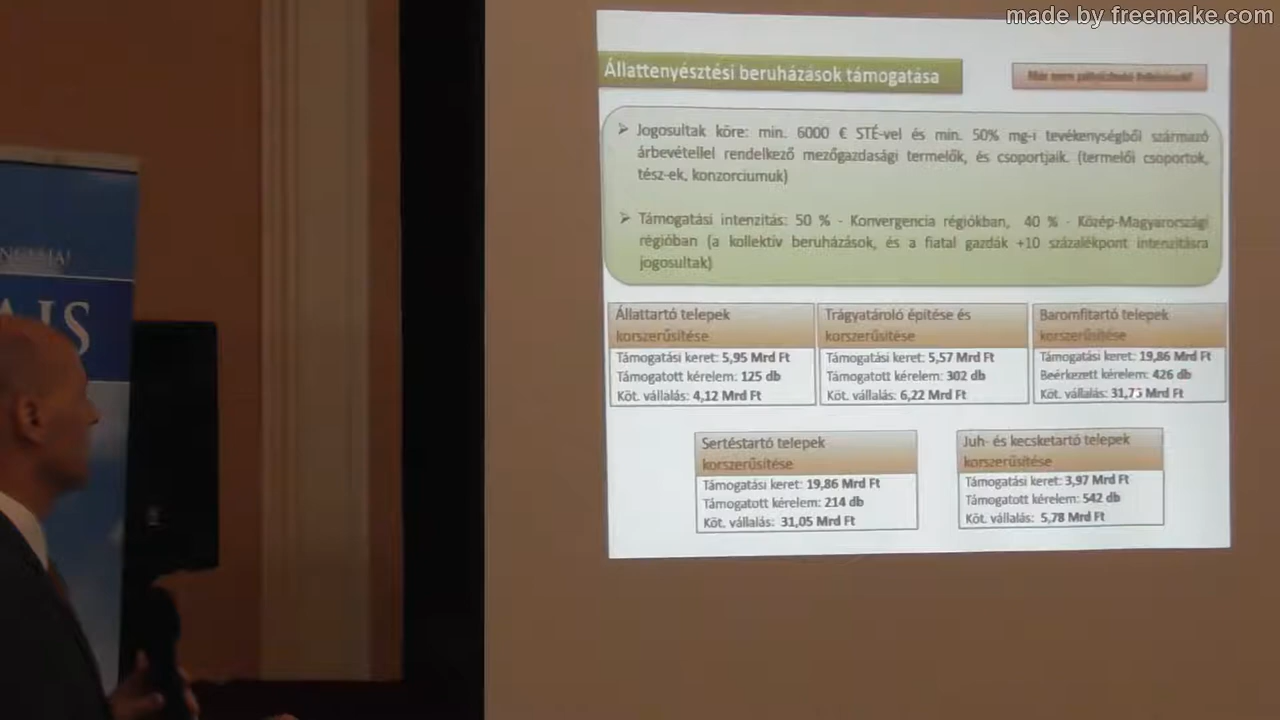 made by freemake.com
Állattenyésztési beruházások támogatása
➢ Jogosultak köre: min. 6000 € STÉ-vel és min. 50% mg-i tevékenységből származó
árbevétellel rendelkező mezőgazdasági termelők, és csoportjaik. (termelői csoportok,
tész-ek, konzorciumuk)
➢ Támogatási intenzitás: 50 % - Konvergencia régiókban, 40 % - Közép-Magyarországi
régióban (a kollektív beruházások, és a fiatal gazdák +10 százalékpont intenzitásra
jogosultak)
Állattartó telepek
korszerűsítése
Támogatási keret: 5,95 Mrd Ft
Támogatott kérelem: 125 db
Köt. vállalás: 4,12 Mrd Ft
Trágyatároló építése és
korszerűsítése
Támogatási keret: 5,57 Mrd Ft
Támogatott kérelem: 302 db
Köt. vállalás: 6,22 Mrd Ft
Baromfitartó telepek
korszerűsítése
Támogatási keret: 19,86 Mrd Ft
Beérkezett kérelem: 426 db
Köt. vállalás: 31,73 Mrd Ft
Sertéstartó telepek
korszerűsítése
Támogatási keret: 19,86 Mrd Ft
Támogatott kérelem: 214 db
Köt. vállalás: 31,05 Mrd Ft
Juh- és kecsketartó telepek
korszerűsítése
Támogatási keret: 3,97 Mrd Ft
Támogatott kérelem: 542 db
Köt. vállalás: 5,78 Mrd Ft